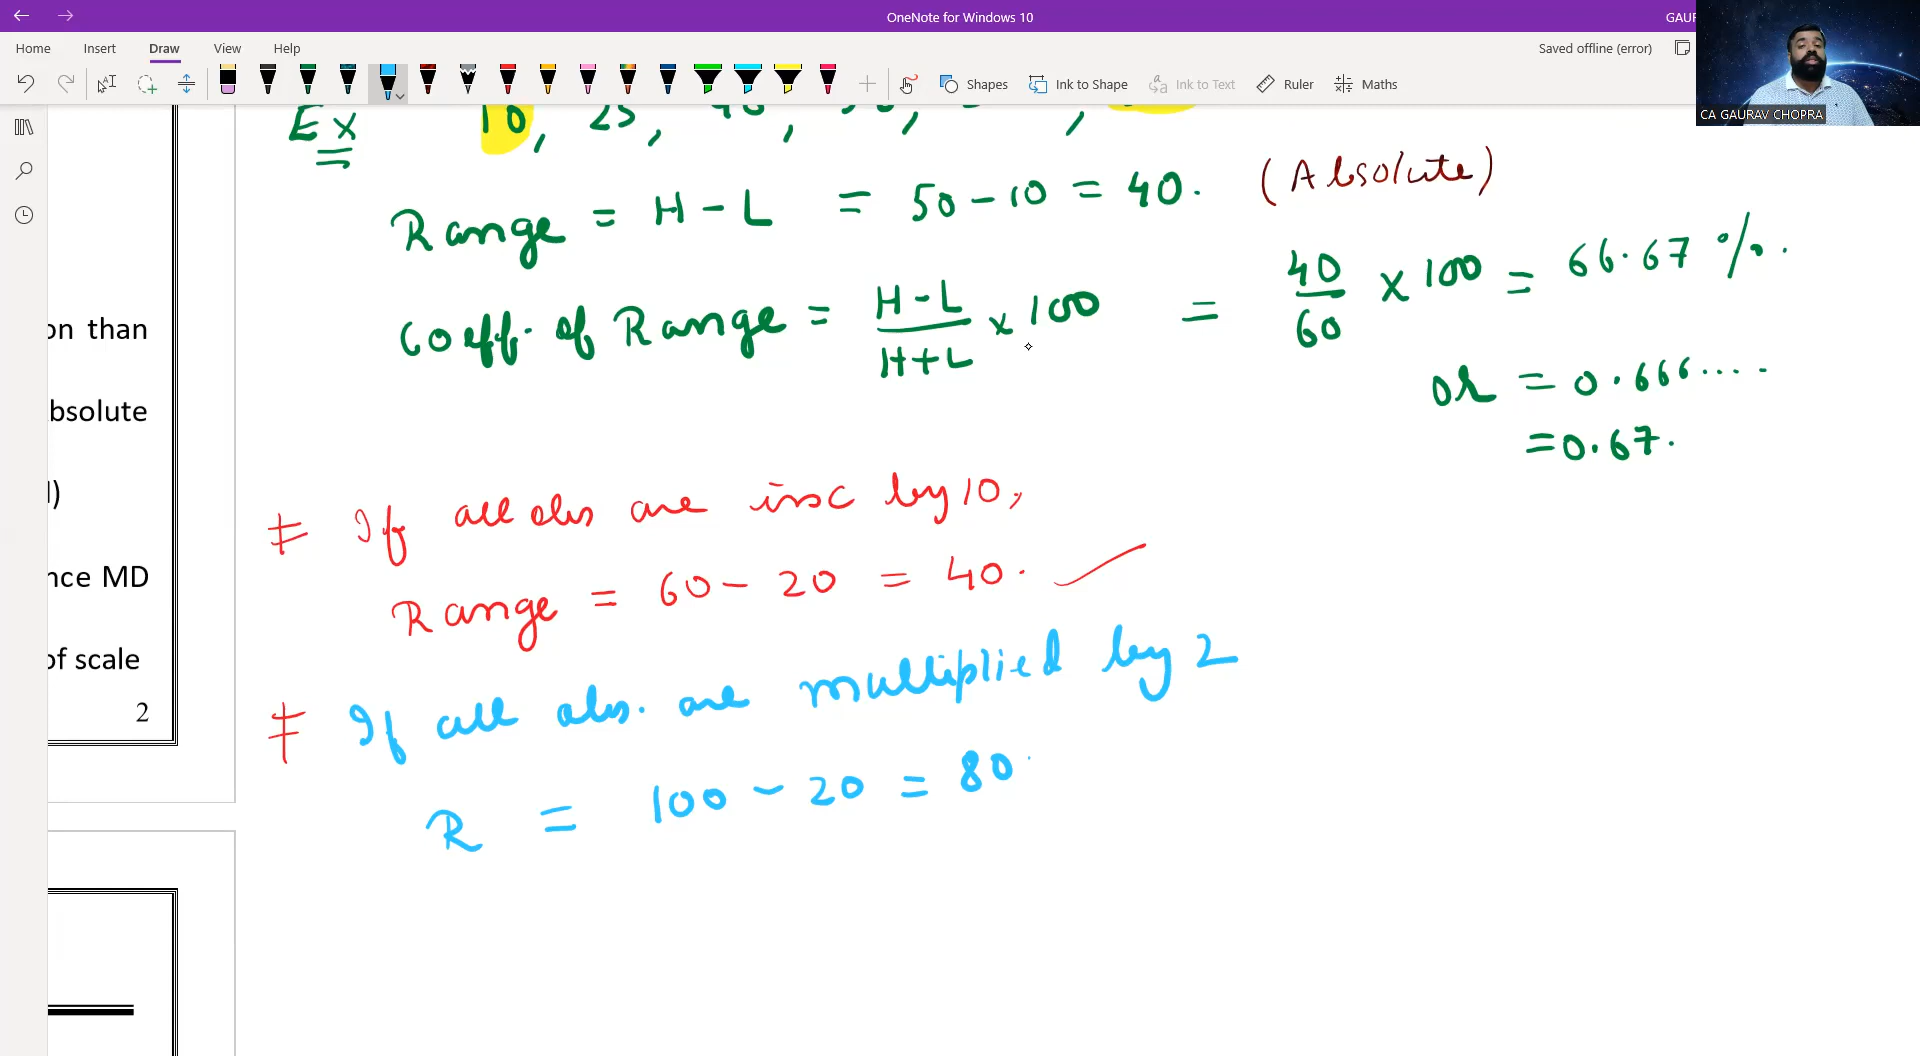 OneNote for Windows 10
Home Insert Draw View Help
Saved offline (error)
Shapes Ink to Shape Ink to Text Ruler Maths
CA GAURAV CHOPRA
Ex 10, 25,
Range = H - L = 50 - 10 = 40. (Absolute)
Coeff. of Range = H-L / H+L × 100 = 40 / 60 × 100 = 66.67 %.
or = 0.666.....
= 0.67.
If all obs are inc by 10,
Range = 60 - 20 = 40.
If all obs. are multiplied by 2
R = 100 - 20 = 80.
on than
bsolute
nce MD
of scale
2